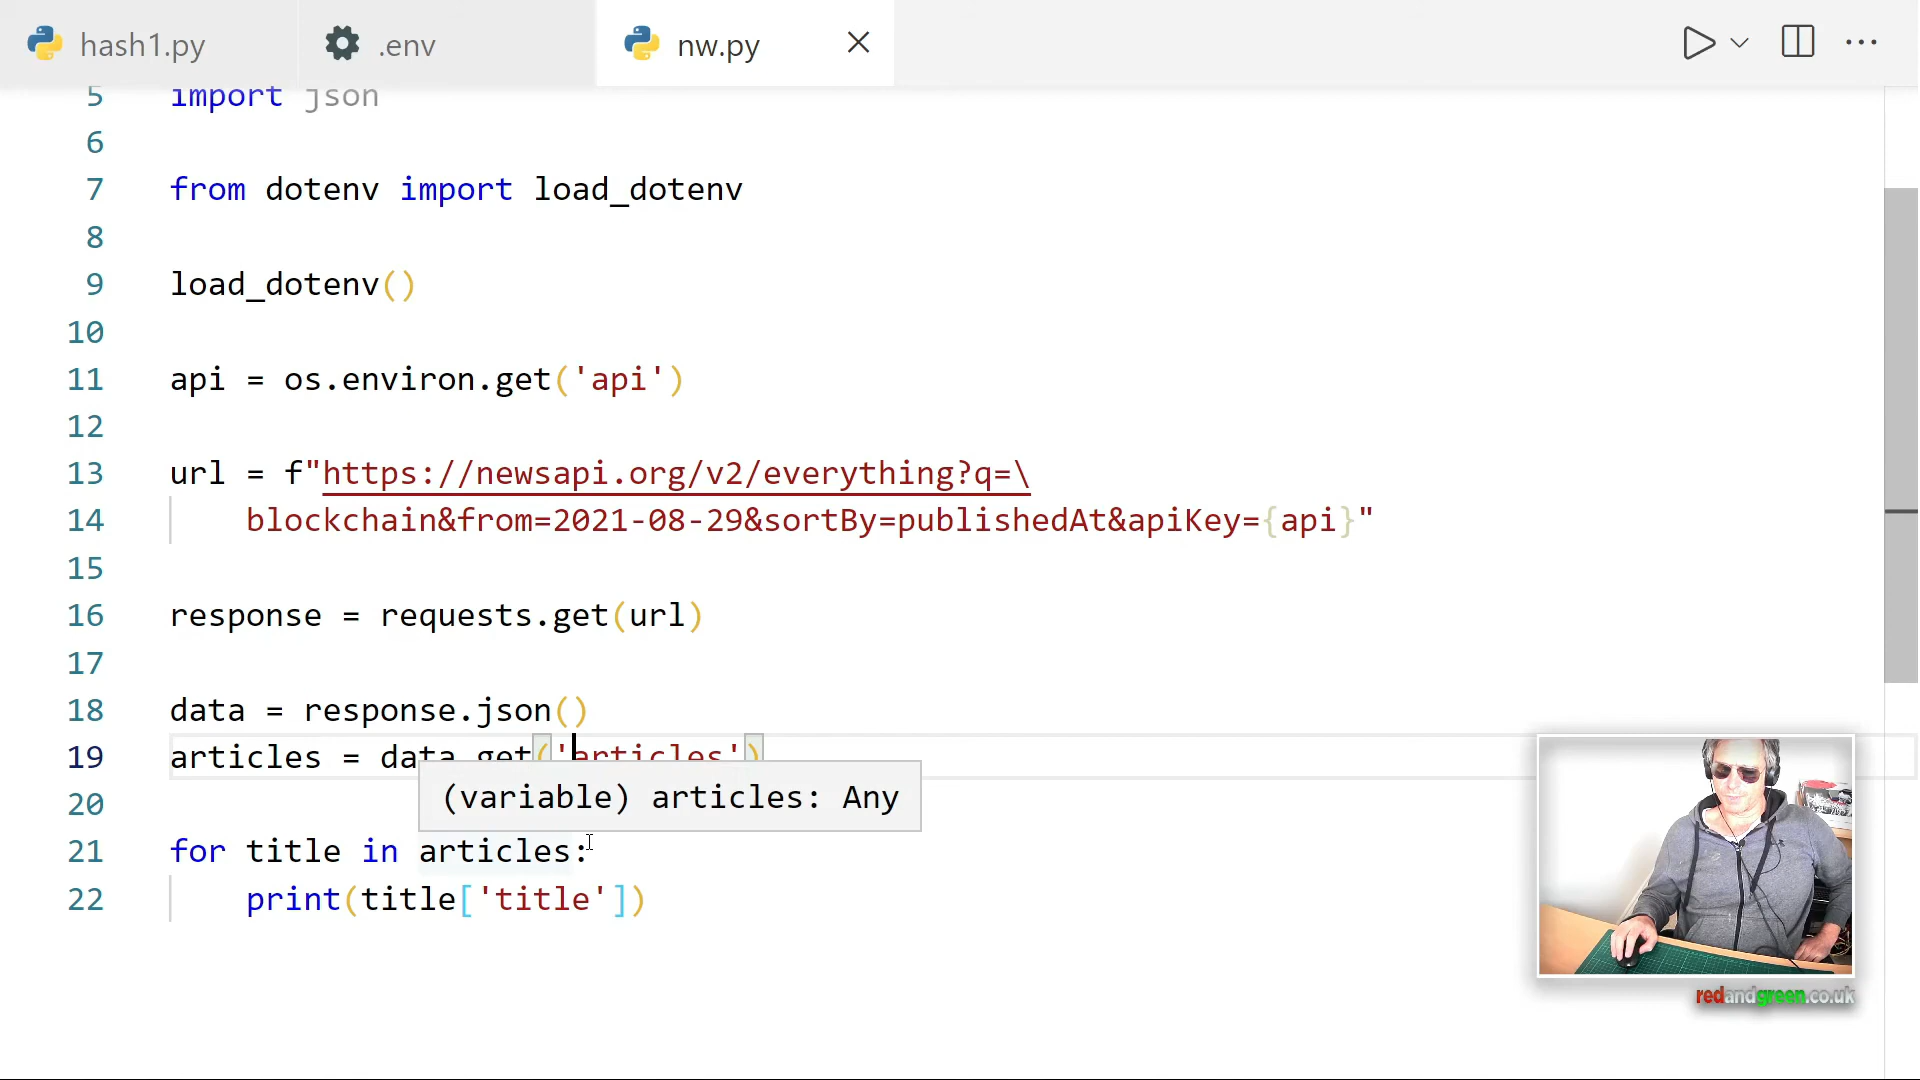 hash1.py .env nw.py
5 import json
6
7 from dotenv import load_dotenv
8
9 load_dotenv()
10
11 api = os.environ.get('api')
12
13 url = f"https://newsapi.org/v2/everything?q=\
14 blockchain&from=2021-08-29&sortBy=publishedAt&apiKey={api}"
15
16 response = requests.get(url)
17
18 data = response.json()
19 articles = data.get('articles')
(variable) articles: Any
20
21 for title in articles:
22 print(title['title'])
redandgreen.co.uk